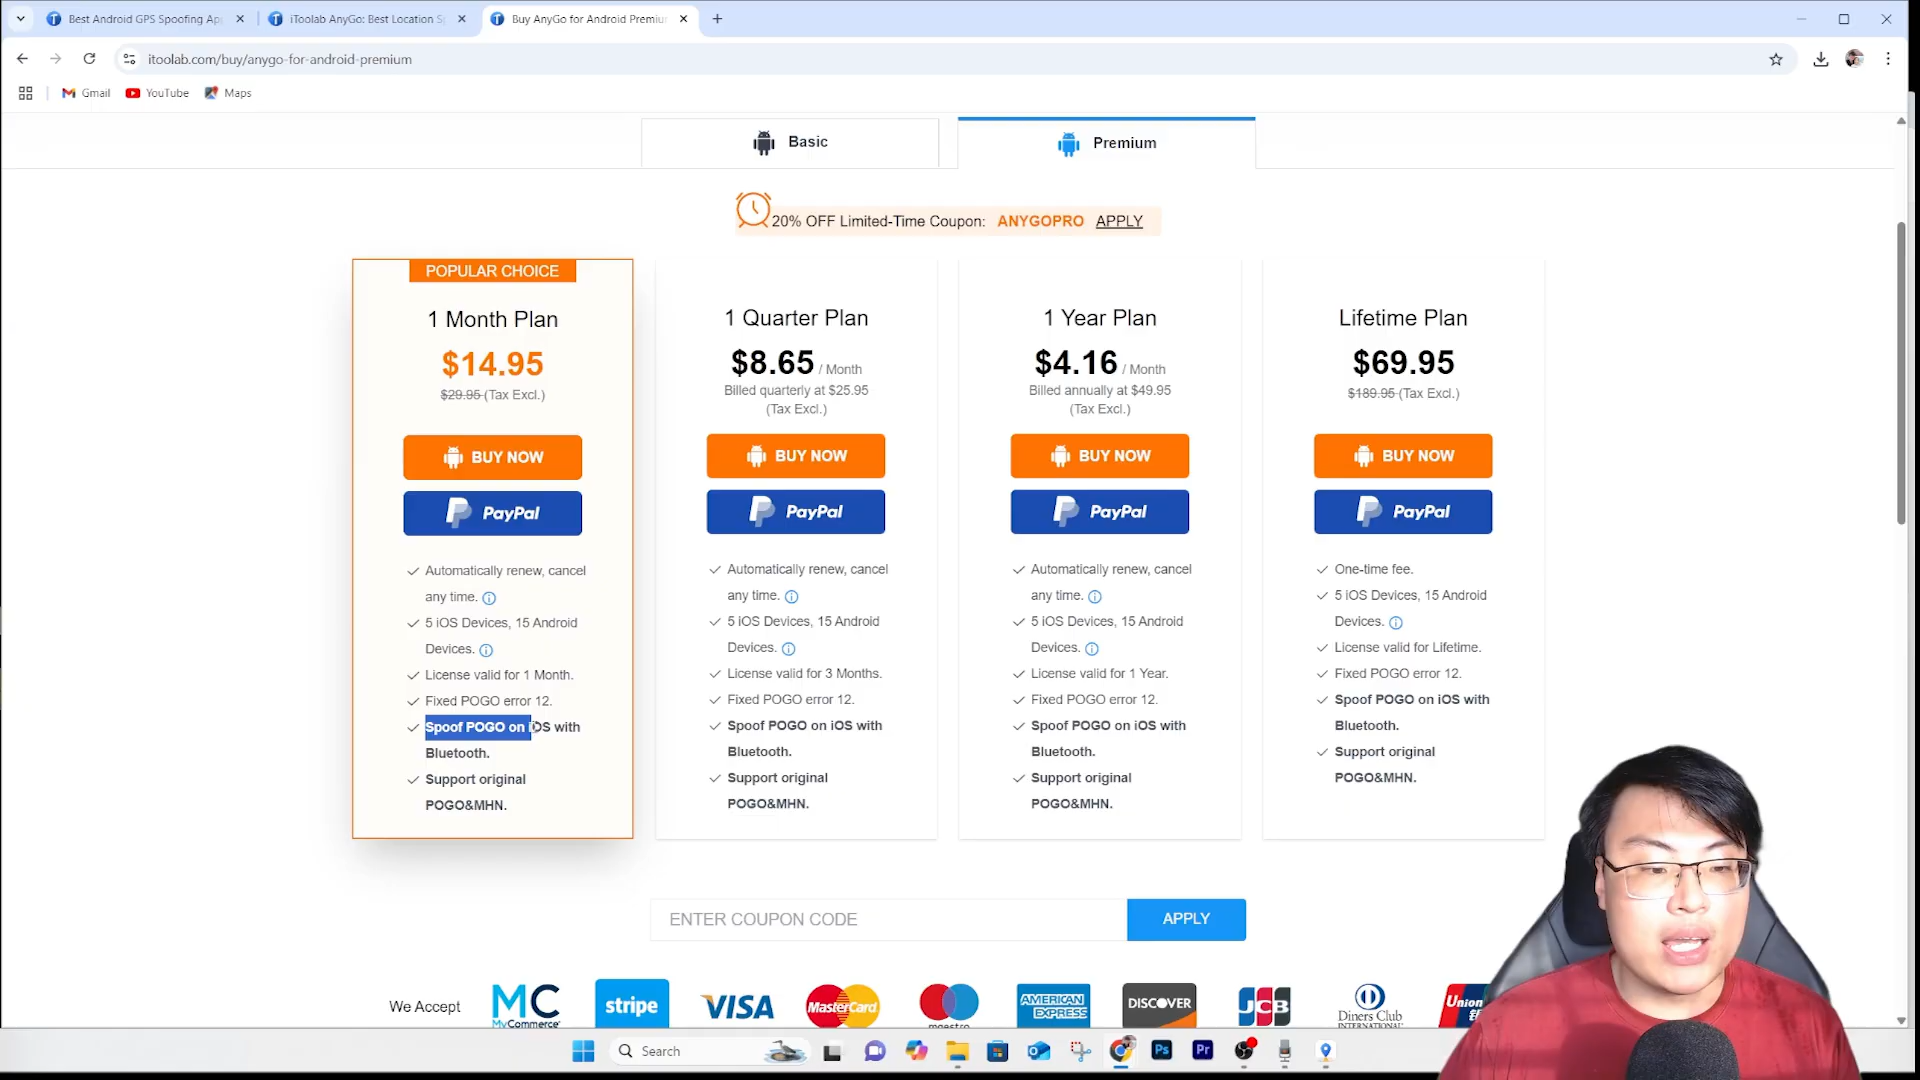 Best Android GPS Spoofing Ap
iToolab AnyGo: Best Location S
Buy AnyGo for Android Premiu
itoolab.com/buy/anygo-for-android-premium
Gmail
YouTube
Maps
Basic
Premium
20% OFF Limited-Time Coupon: ANYGOPRO APPLY
POPULAR CHOICE
1 Month Plan
$14.95
$29.95 (Tax Excl.)
BUY NOW
PayPal
Automatically renew, cancel
any time.
5 iOS Devices, 15 Android
Devices.
License valid for 1 Month.
Fixed POGO error 12.
Spoof POGO on iOS with
Bluetooth.
Support original
POGO&MHN.
1 Quarter Plan
$8.65 / Month
Billed quarterly at $25.95
(Tax Excl.)
BUY NOW
PayPal
Automatically renew, cancel
any time.
5 iOS Devices, 15 Android
Devices.
License valid for 3 Months.
Fixed POGO error 12.
Spoof POGO on iOS with
Bluetooth.
Support original
POGO&MHN.
1 Year Plan
$4.16 / Month
Billed annually at $49.95
(Tax Excl.)
BUY NOW
PayPal
Automatically renew, cancel
any time.
5 iOS Devices, 15 Android
Devices.
License valid for 1 Year.
Fixed POGO error 12.
Spoof POGO on iOS with
Bluetooth.
Support original
POGO&MHN.
Lifetime Plan
$69.95
$189.95 (Tax Excl.)
BUY NOW
PayPal
One-time fee.
5 iOS Devices, 15 Android
Devices.
License valid for Lifetime.
Fixed POGO error 12.
Spoof POGO on iOS with
Bluetooth.
Support original
POGO&MHN.
ENTER COUPON CODE
APPLY
We Accept
MC
MyCommerce
stripe
VISA
MasterCard
maestro
AMERICAN
EXPRESS
DISCOVER
JCB
Diners Club
INTERNATIONAL
Union
Search
Ps
Pr